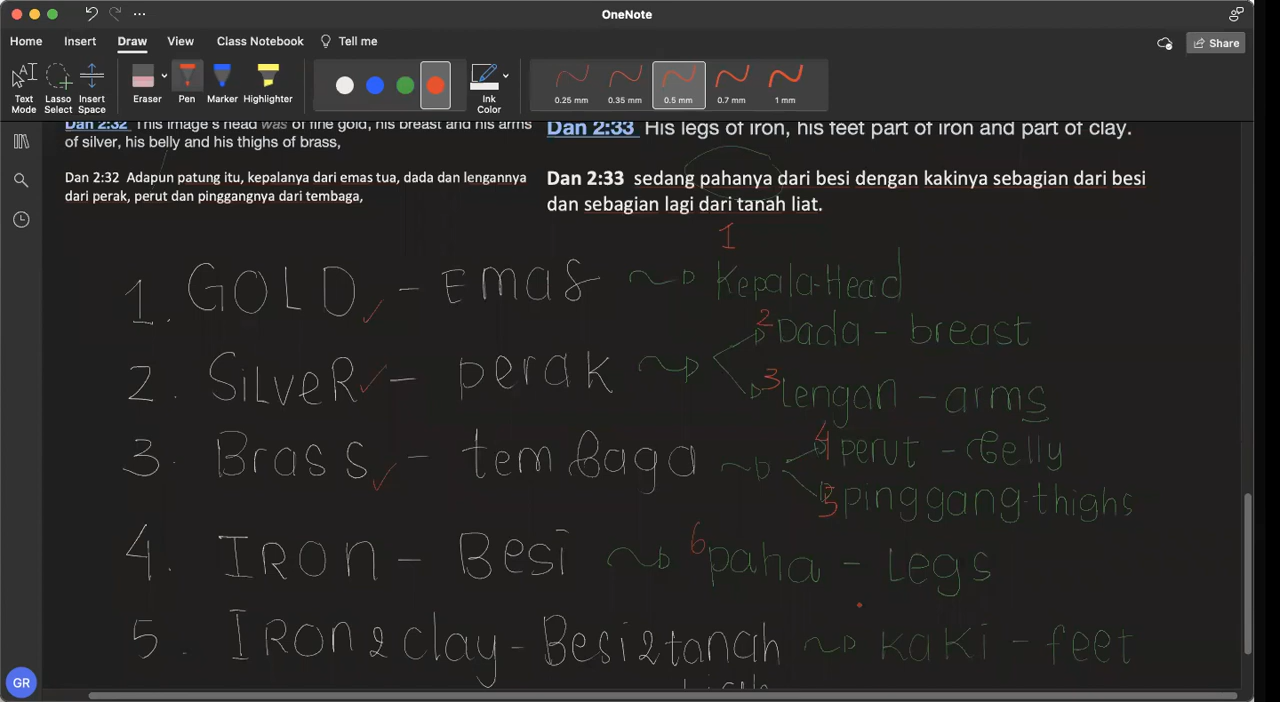 OneNote
Home Insert Draw View Class Notebook Tell me
Share
Text Mode
Lasso Select
Insert Space
Eraser
Pen
Marker
Highlighter
Ink Color
0.25 mm
0.35 mm
0.5 mm
0.7 mm
1 mm
Dan 2:32 This image's head was of fine gold, his breast and his arms
of silver, his belly and his thighs of brass,
Dan 2:32 Adapun patung itu, kepalanya dari emas tua, dada dan lengannya
dari perak, perut dan pinggangnya dari tembaga,
Dan 2:33 His legs of iron, his feet part of iron and part of clay.
Dan 2:33 sedang pahanya dari besi dengan kakinya sebagian dari besi
dan sebagian lagi dari tanah liat.
1
1. GOLD - Emas Kepala-Head
2 Dada - breast
2. SiLveR - perak
3 Lengan - arms
3. Brass - tembaga
4 perut - Belly
5 pinggang-thighs
4. IRON - Besi 6 paha - Legs
5. IRON & clay - Besi & tanah kaki - feet
GR